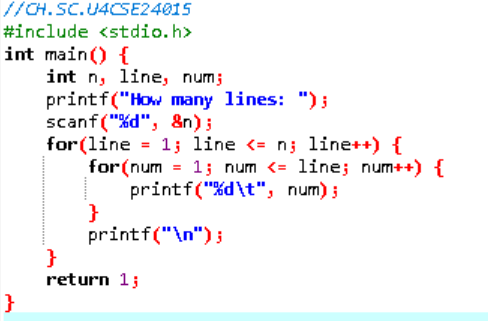 //CH.SC.U4CSE24015
#include <stdio.h>
int main() {
    int n, line, num;
    printf("How many lines: ");
    scanf("%d", &n);
    for(line = 1; line <= n; line++) {
        for(num = 1; num <= line; num++) {
            printf("%d\t", num);
        }
        printf("\n");
    }
    return 1;
}